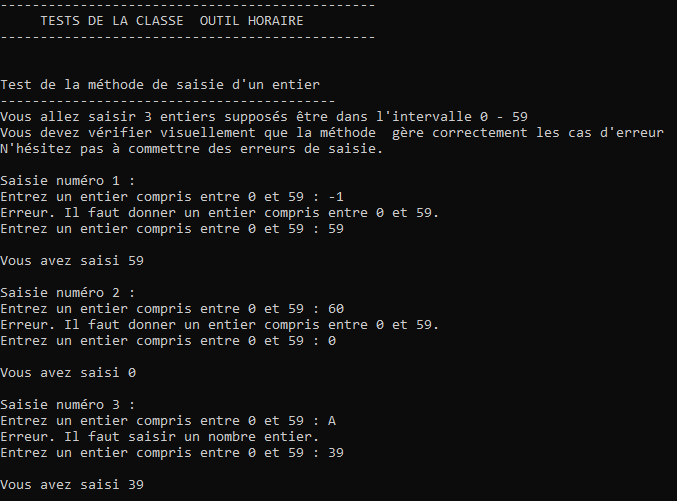 -----------------------------------------------
TESTS DE LA CLASSE  OUTIL HORAIRE
-----------------------------------------------
Test de la méthode de saisie d'un entier
------------------------------------------
Vous allez saisir 3 entiers supposés être dans l'intervalle 0 - 59
Vous devez vérifier visuellement que la méthode  gère correctement les cas d'erreur
N'hésitez pas à commettre des erreurs de saisie.
Saisie numéro 1 :
Entrez un entier compris entre 0 et 59 : -1
Erreur. Il faut donner un entier compris entre 0 et 59.
Entrez un entier compris entre 0 et 59 : 59
Vous avez saisi 59
Saisie numéro 2 :
Entrez un entier compris entre 0 et 59 : 60
Erreur. Il faut donner un entier compris entre 0 et 59.
Entrez un entier compris entre 0 et 59 : 0
Vous avez saisi 0
Saisie numéro 3 :
Entrez un entier compris entre 0 et 59 : A
Erreur. Il faut saisir un nombre entier.
Entrez un entier compris entre 0 et 59 : 39
Vous avez saisi 39